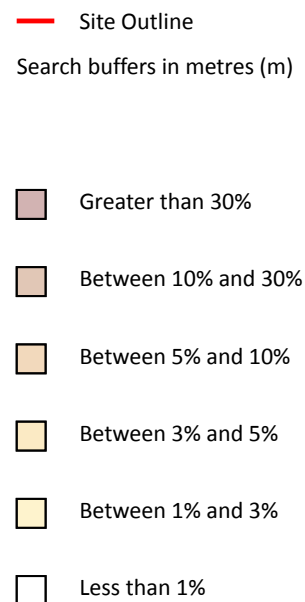 Site Outline
Search buffers in metres (m)
Greater than 30%
Between 10% and 30%
Between 5% and 10%
Between 3% and 5%
Between 1% and 3%
Less than 1%